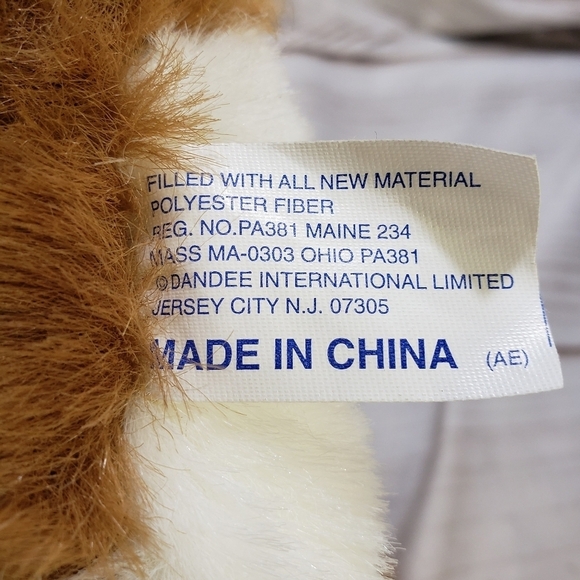 FILLED WITH ALL NEW MATERIAL
POLYESTER FIBER
REG. NO.PA381 MAINE 234
MASS MA-0303 OHIO PA381
© DANDEE INTERNATIONAL LIMITED
JERSEY CITY N.J. 07305
MADE IN CHINA (AE)